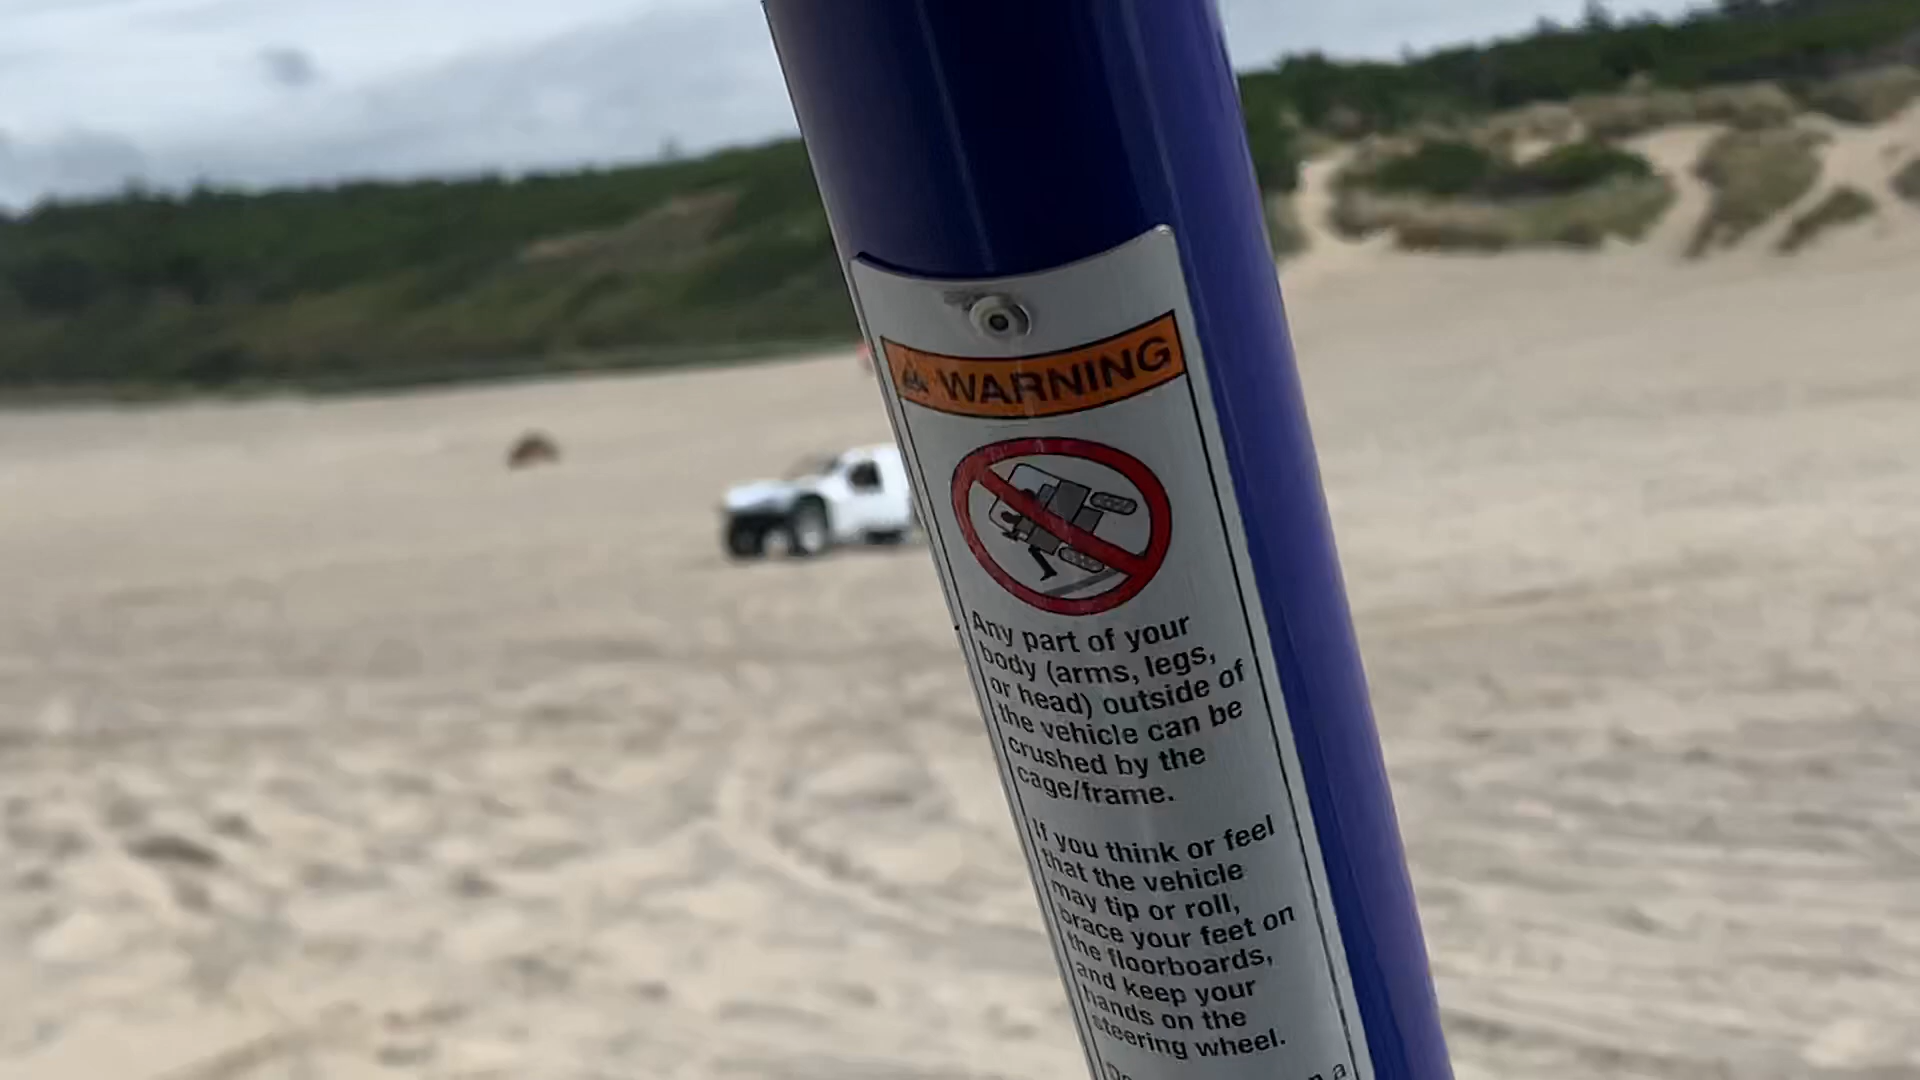 WARNING
Any part of your
body (arms, legs,
or head) outside of
the vehicle can be
crushed by the
cage/frame.
If you think or feel
that the vehicle
may tip or roll,
brace your feet on
the floorboards,
and keep your
hands on the
steering wheel.